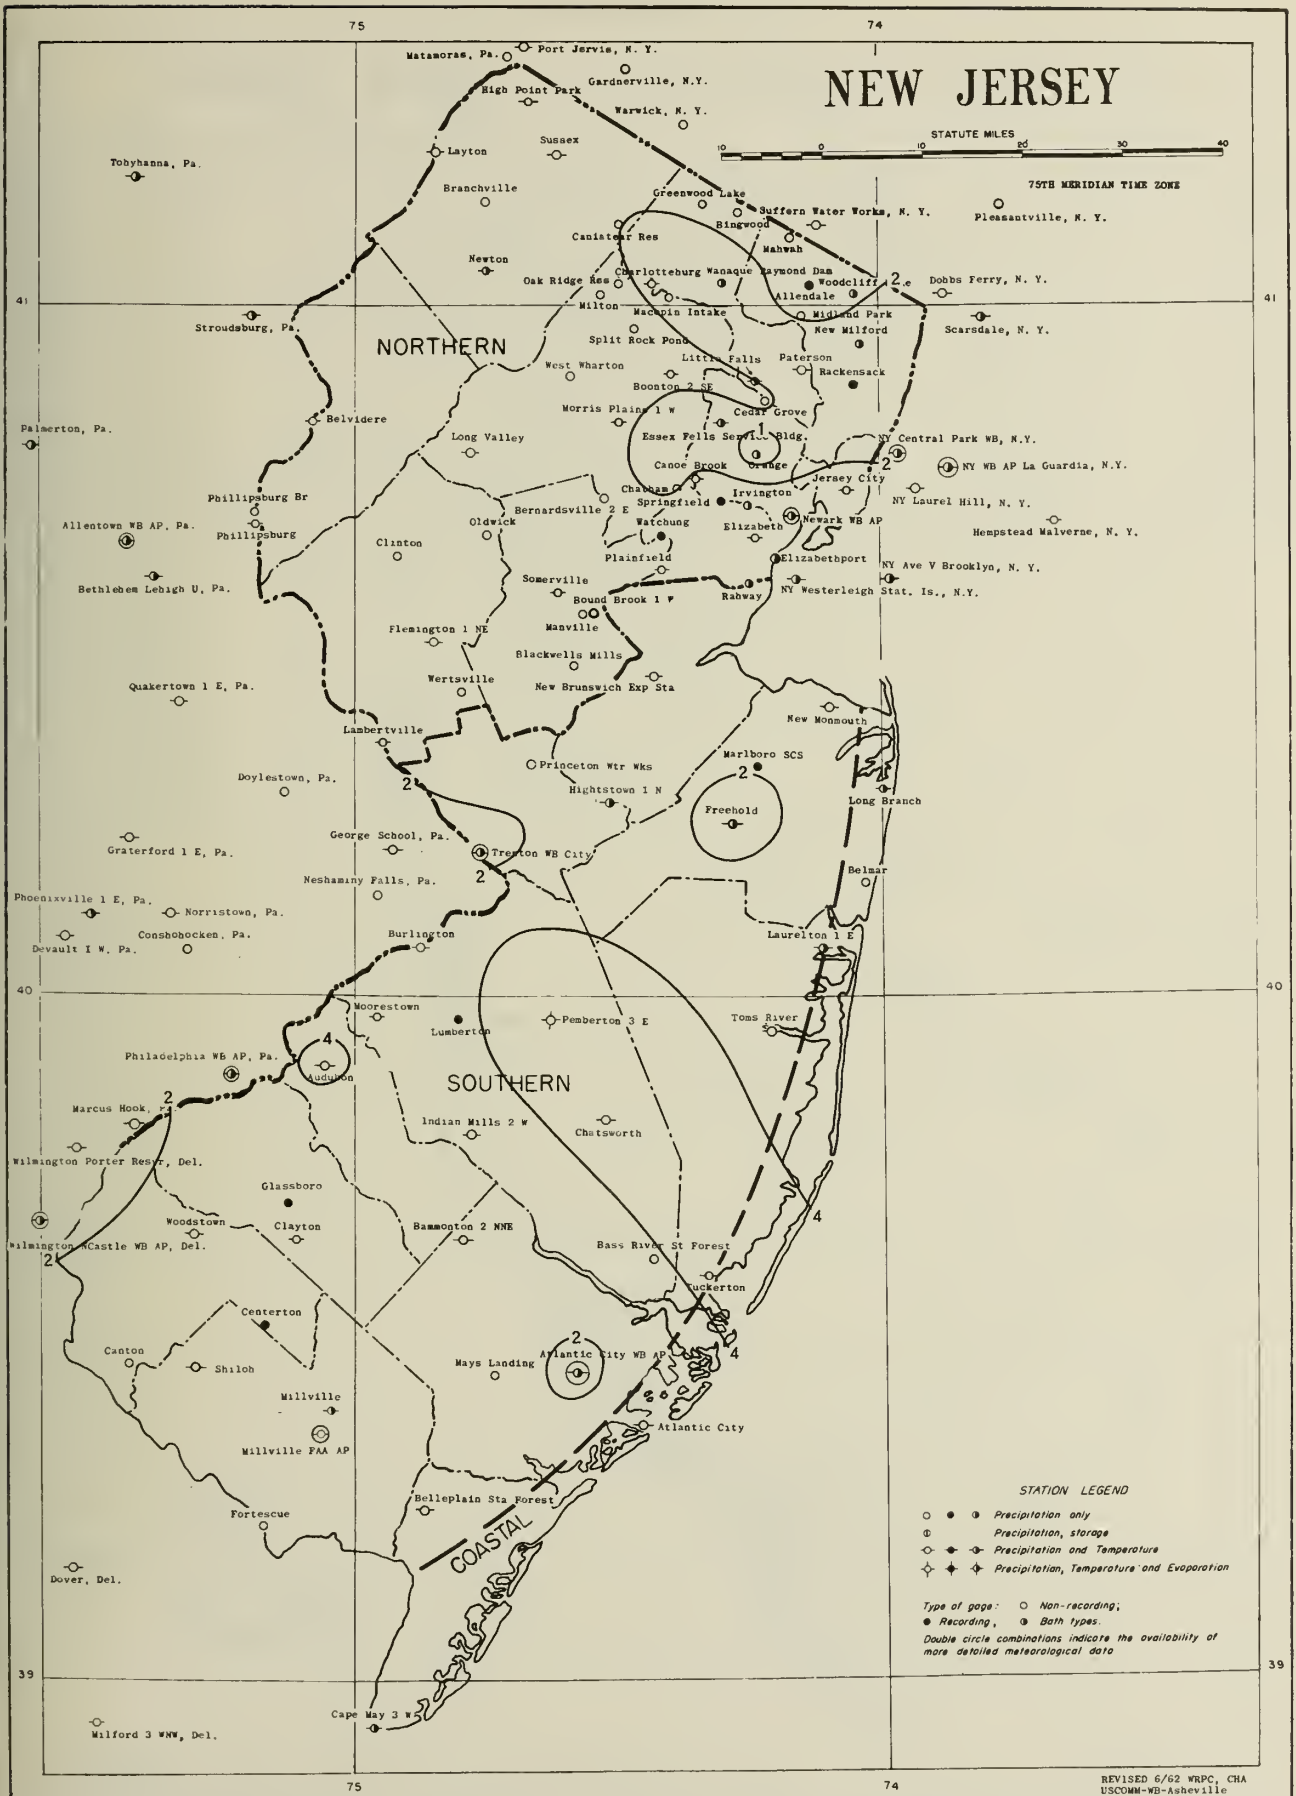 75
74
Matamoras, Pa.
Port Jervis, N. Y.
Gardnerville, N.Y.
NEW JERSEY
High Point Park
Warwick, N. Y.
STATUTE MILES
10 0 10 20 30 40
Layton
Sussex
Tobyhanna, Pa.
75TH MERIDIAN TIME ZONE
Branchville
Greenwood Lake
Ringwood
Suffern Water Works, N. Y.
Pleasantville, N. Y.
Canistear Res
Mahwah
Newton
Oak Ridge Res
Charlotteburg
Wanaque Raymond Dam
2
Dobbs Ferry, N. Y.
Milton
Allendale
41
Macopin Intake
Midland Park
Stroudsburg, Pa.
New Milford
Scarsdale, N. Y.
NORTHERN
Split Rock Pond
Little Falls
Paterson
West Wharton
Hackensack
Boonton 2 SE
Morris Plains 1 W
Cedar Grove
Belvidere
Palmerton, Pa.
1
Long Valley
Essex Fells Service Bldg.
NY Central Park WB, N.Y.
Canoe Brook
Orange
2
NY WB AP La Guardia, N.Y.
Jersey City
Chatham
NY Laurel Hill, N. Y.
Phillipsburg Br
Irvington
Springfield
Bernardsville 2 E
Allentown WB AP, Pa.
Phillipsburg
Oldwick
Watchung
Elizabeth
Newark WB AP
Hempstead Malverne, N. Y.
Clinton
Plainfield
Elizabethport
NY Ave V Brooklyn, N. Y.
Somerville
Bethlehem Lehigh U, Pa.
Rahway
NY Westerleigh Stat. Is., N.Y.
Bound Brook 1 W
Manville
Flemington 1 NE
Blackwells Mills
Wertsville
Quakertown 1 E, Pa.
New Brunswick Exp Sta
Lambertville
New Monmouth
Princeton Wtr Wks
Marlboro SCS
Doylestown, Pa.
2
2
Hightstown 1 N
Long Branch
Freehold
George School, Pa.
Graterford 1 E, Pa.
Trenton WB City
2
Belmar
Neshaminy Falls, Pa.
Phoenixville 1 E, Pa.
Norristown, Pa.
Conshohocken, Pa.
Devault 1 W, Pa.
Burlington
Laurelton 1 E
40
40
Moorestown
Lumberton
Pemberton 3 E
Toms River
4
Philadelphia WB AP, Pa.
Audubon
SOUTHERN
2
Marcus Hook,
Indian Mills 2 W
Chatsworth
Wilmington Porter Resvr, Del.
Glassboro
4
Woodstown
Clayton
Hammonton 2 NNE
Wilmington NCastle WB AP, Del.
2
Bass River St Forest
Tuckerton
Centerton
2
Atlantic City WB AP
4
Canton
Shiloh
Mays Landing
Millville
Atlantic City
Millville FAA AP
Belleplain Sta Forest
Fortescue
COASTAL
Dover, Del.
STATION LEGEND
Precipitation only
Precipitation, storage
Precipitation and Temperature
Precipitation, Temperature and Evaporation
Type of gage: Non-recording;
Recording, Both types.
Double circle combinations indicate the availability of
more detailed meteorological data
39
39
Cape May 3 W
Milford 3 WNW, Del.
75
74
REVISED 6/62 WRPC, CHA
USCOMM-WB-Asheville